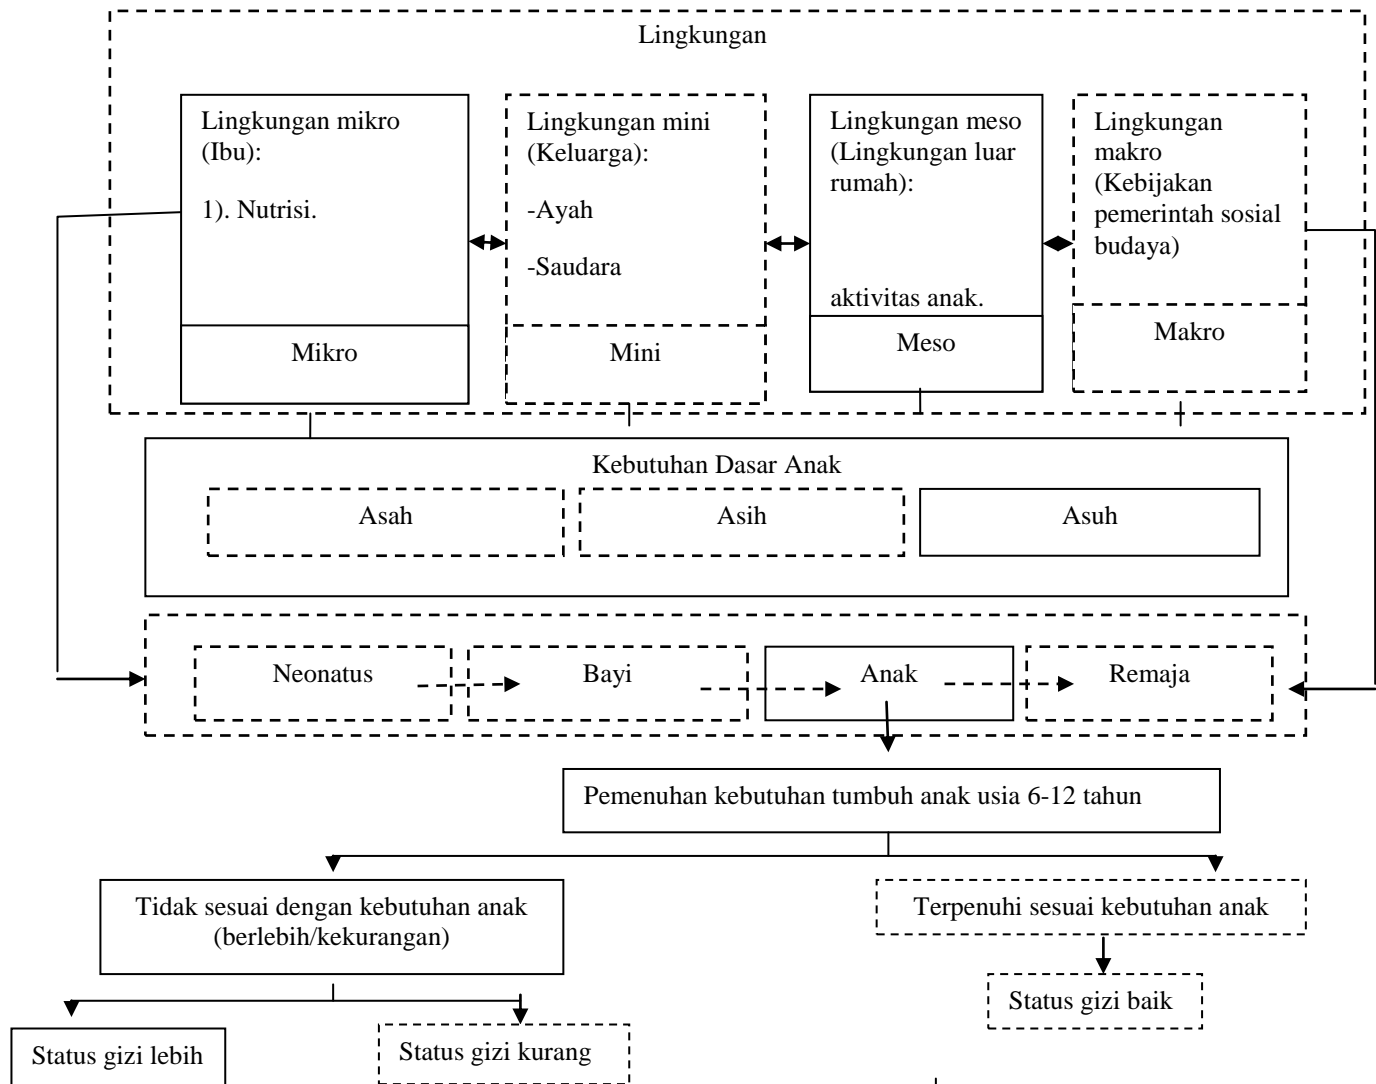 Lingkungan
Lingkungan mikro
(Ibu):
1). Nutrisi.
Mikro
Lingkungan mini
(Keluarga):
-Ayah
-Saudara
Mini
Lingkungan meso
(Lingkungan luar
rumah):
aktivitas anak.
Meso
Lingkungan
makro
(Kebijakan
pemerintah sosial
budaya)
Makro
Kebutuhan Dasar Anak
Asah
Asih
Asuh
Neonatus
Bayi
Anak
Remaja
Pemenuhan kebutuhan tumbuh anak usia 6-12 tahun
Tidak sesuai dengan kebutuhan anak
(berlebih/kekurangan)
Terpenuhi sesuai kebutuhan anak
Status gizi baik
Status gizi lebih
Status gizi kurang